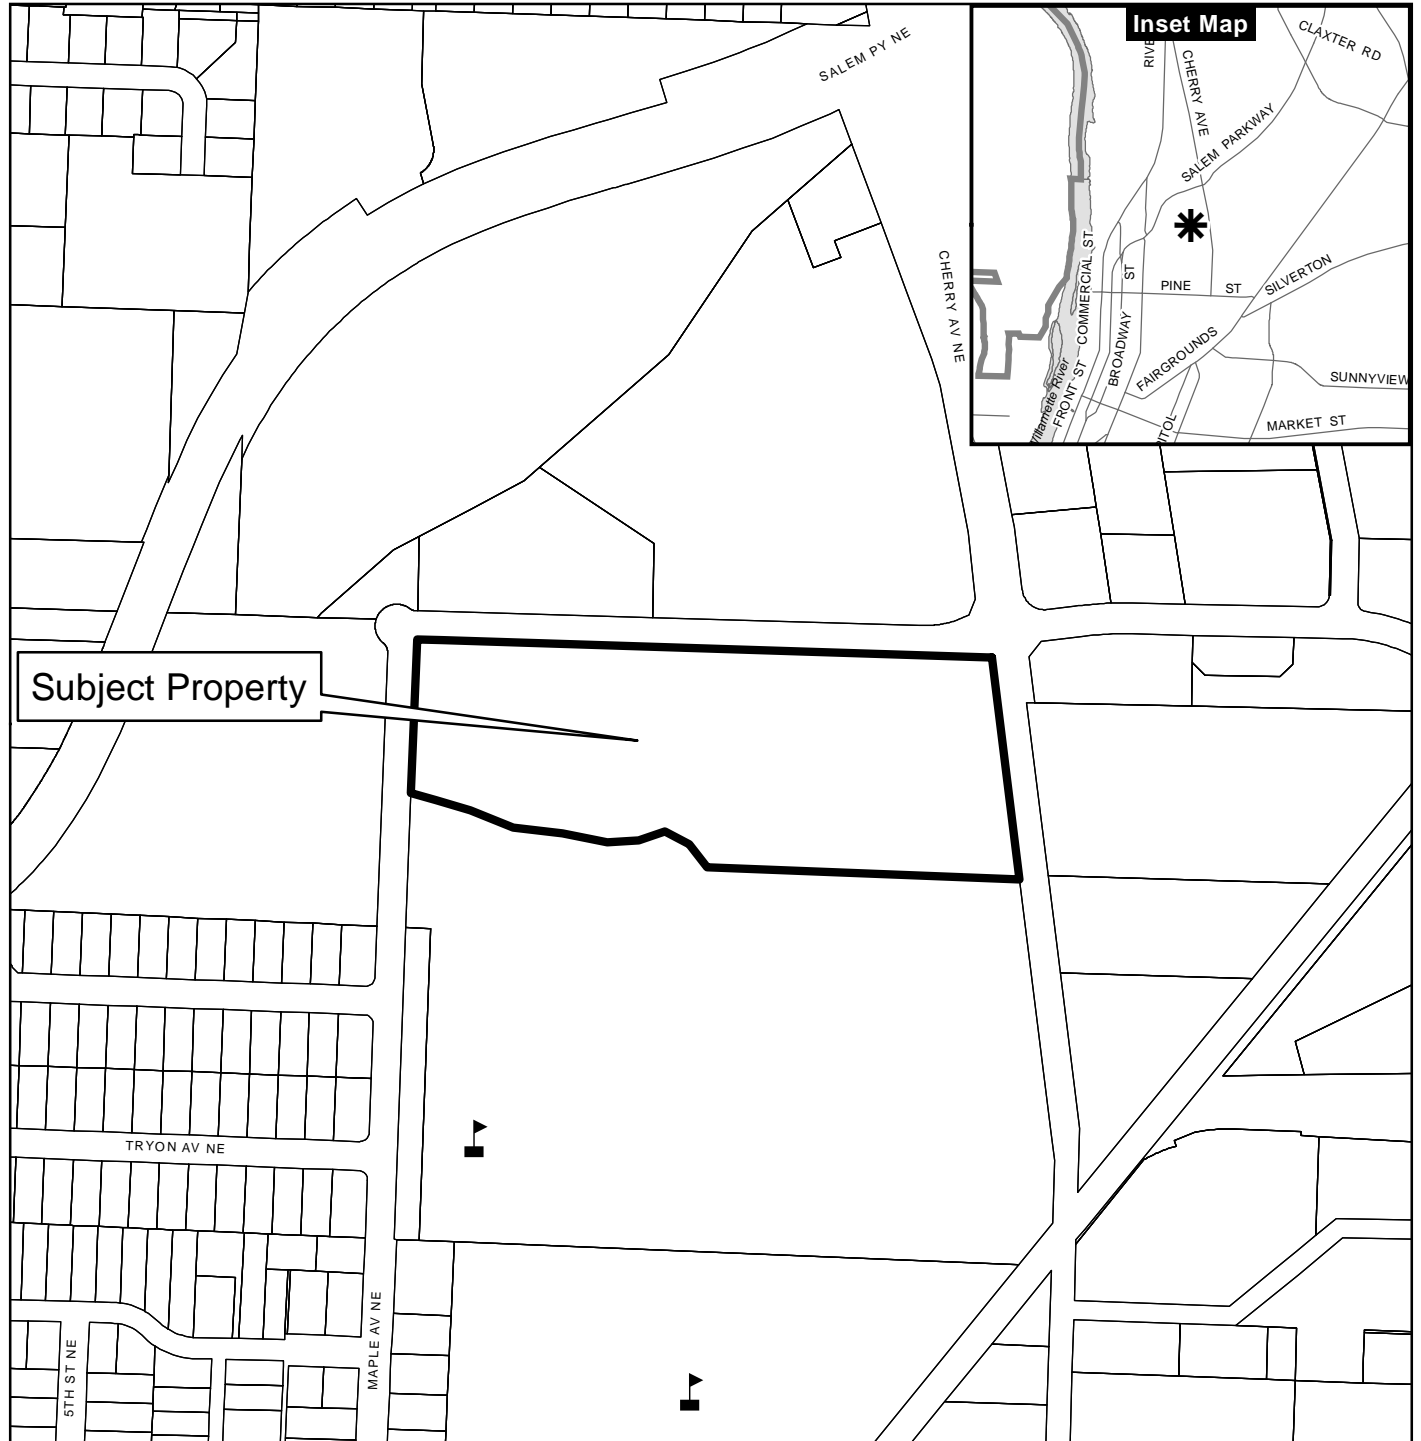 Inset Map
CLAXTER RD
CHERRY AVE
SALEM PARKWAY
COMMERCIAL ST
ST
PINE ST
SILVERTON
BROADWAY
FAIRGROUNDS
FRONT ST
SUNNYVIEW
MARKET ST
SALEM PY NE
CHERRY AV NE
Subject Property
TRYON AV NE
MAPLE AV NE
5TH ST NE